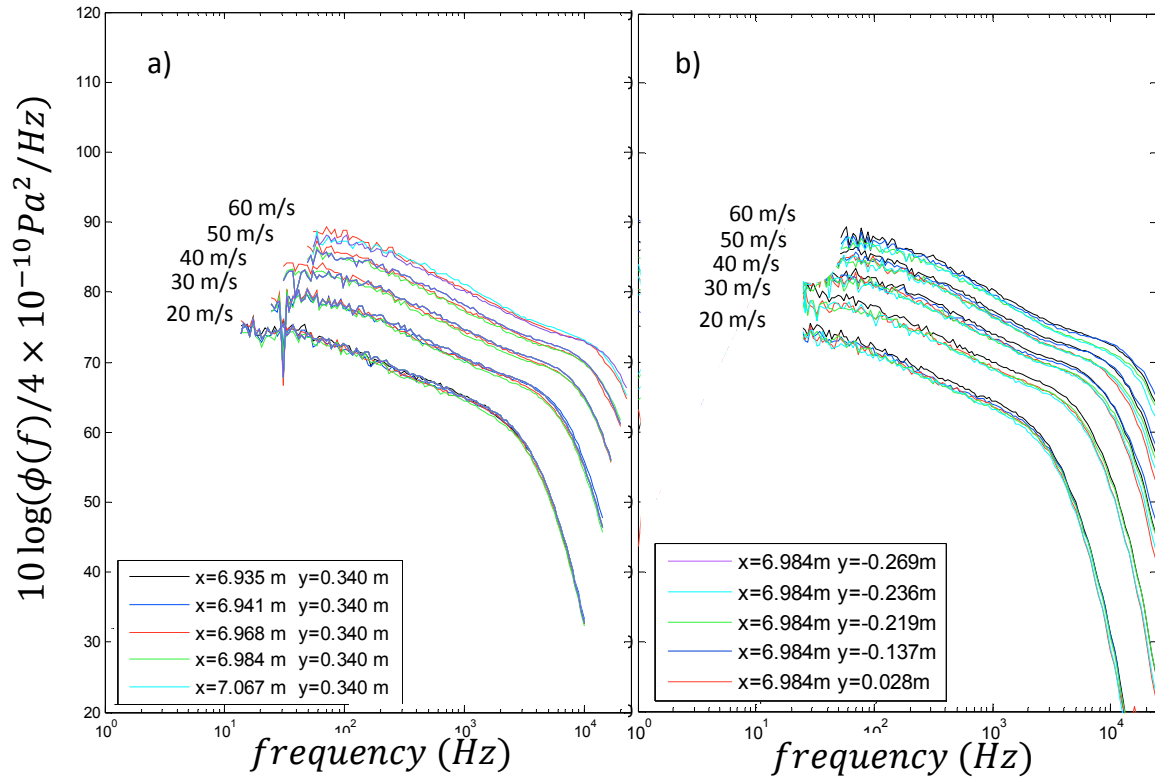 10 log(ϕ(f)/4 × 10⁻¹⁰Pa²/Hz)
120
110
100
90
80
70
60
50
40
30
20
a)
60 m/s
50 m/s
40 m/s
30 m/s
20 m/s
x=6.935 m y=0.340 m
x=6.941 m y=0.340 m
x=6.968 m y=0.340 m
x=6.984 m y=0.340 m
x=7.067 m y=0.340 m
10⁰ 10¹ 10² 10³ 10⁴
frequency (Hz)
b)
60 m/s
50 m/s
40 m/s
30 m/s
20 m/s
x=6.984m y=-0.269m
x=6.984m y=-0.236m
x=6.984m y=-0.219m
x=6.984m y=-0.137m
x=6.984m y=0.028m
10⁰ 10¹ 10² 10³ 10⁴
frequency (Hz)